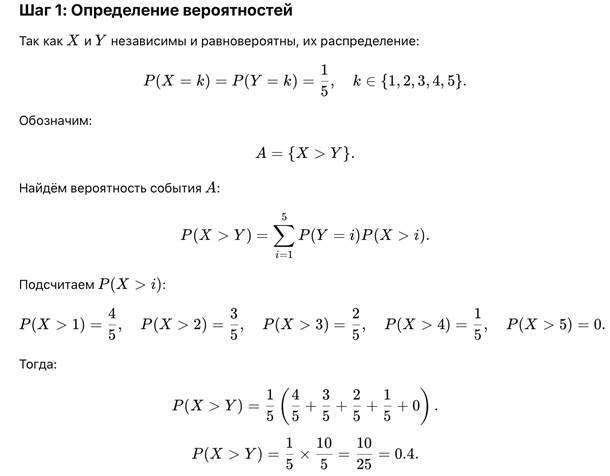 Шаг 1: Определение вероятностей
Так как X и Y независимы и равновероятны, их распределение:
P(X = k) = P(Y = k) = 1/5, k ∈ {1, 2, 3, 4, 5}.
Обозначим:
A = {X > Y}.
Найдём вероятность события A:
P(X > Y) = ∑_{i=1}^{5} P(Y = i)P(X > i).
Подсчитаем P(X > i):
P(X > 1) = 4/5, P(X > 2) = 3/5, P(X > 3) = 2/5, P(X > 4) = 1/5, P(X > 5) = 0.
Тогда:
P(X > Y) = 1/5 (4/5 + 3/5 + 2/5 + 1/5 + 0).
P(X > Y) = 1/5 × 10/5 = 10/25 = 0.4.